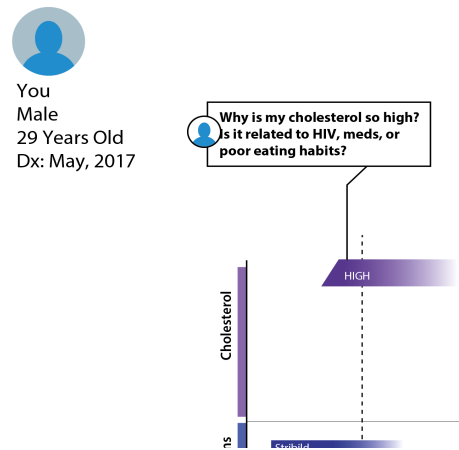 You
Male
29 Years Old
Dx: May, 2017
Why is my cholesterol so high?
Is it related to HIV, meds, or
poor eating habits?
HIGH
Cholesterol
Stribild